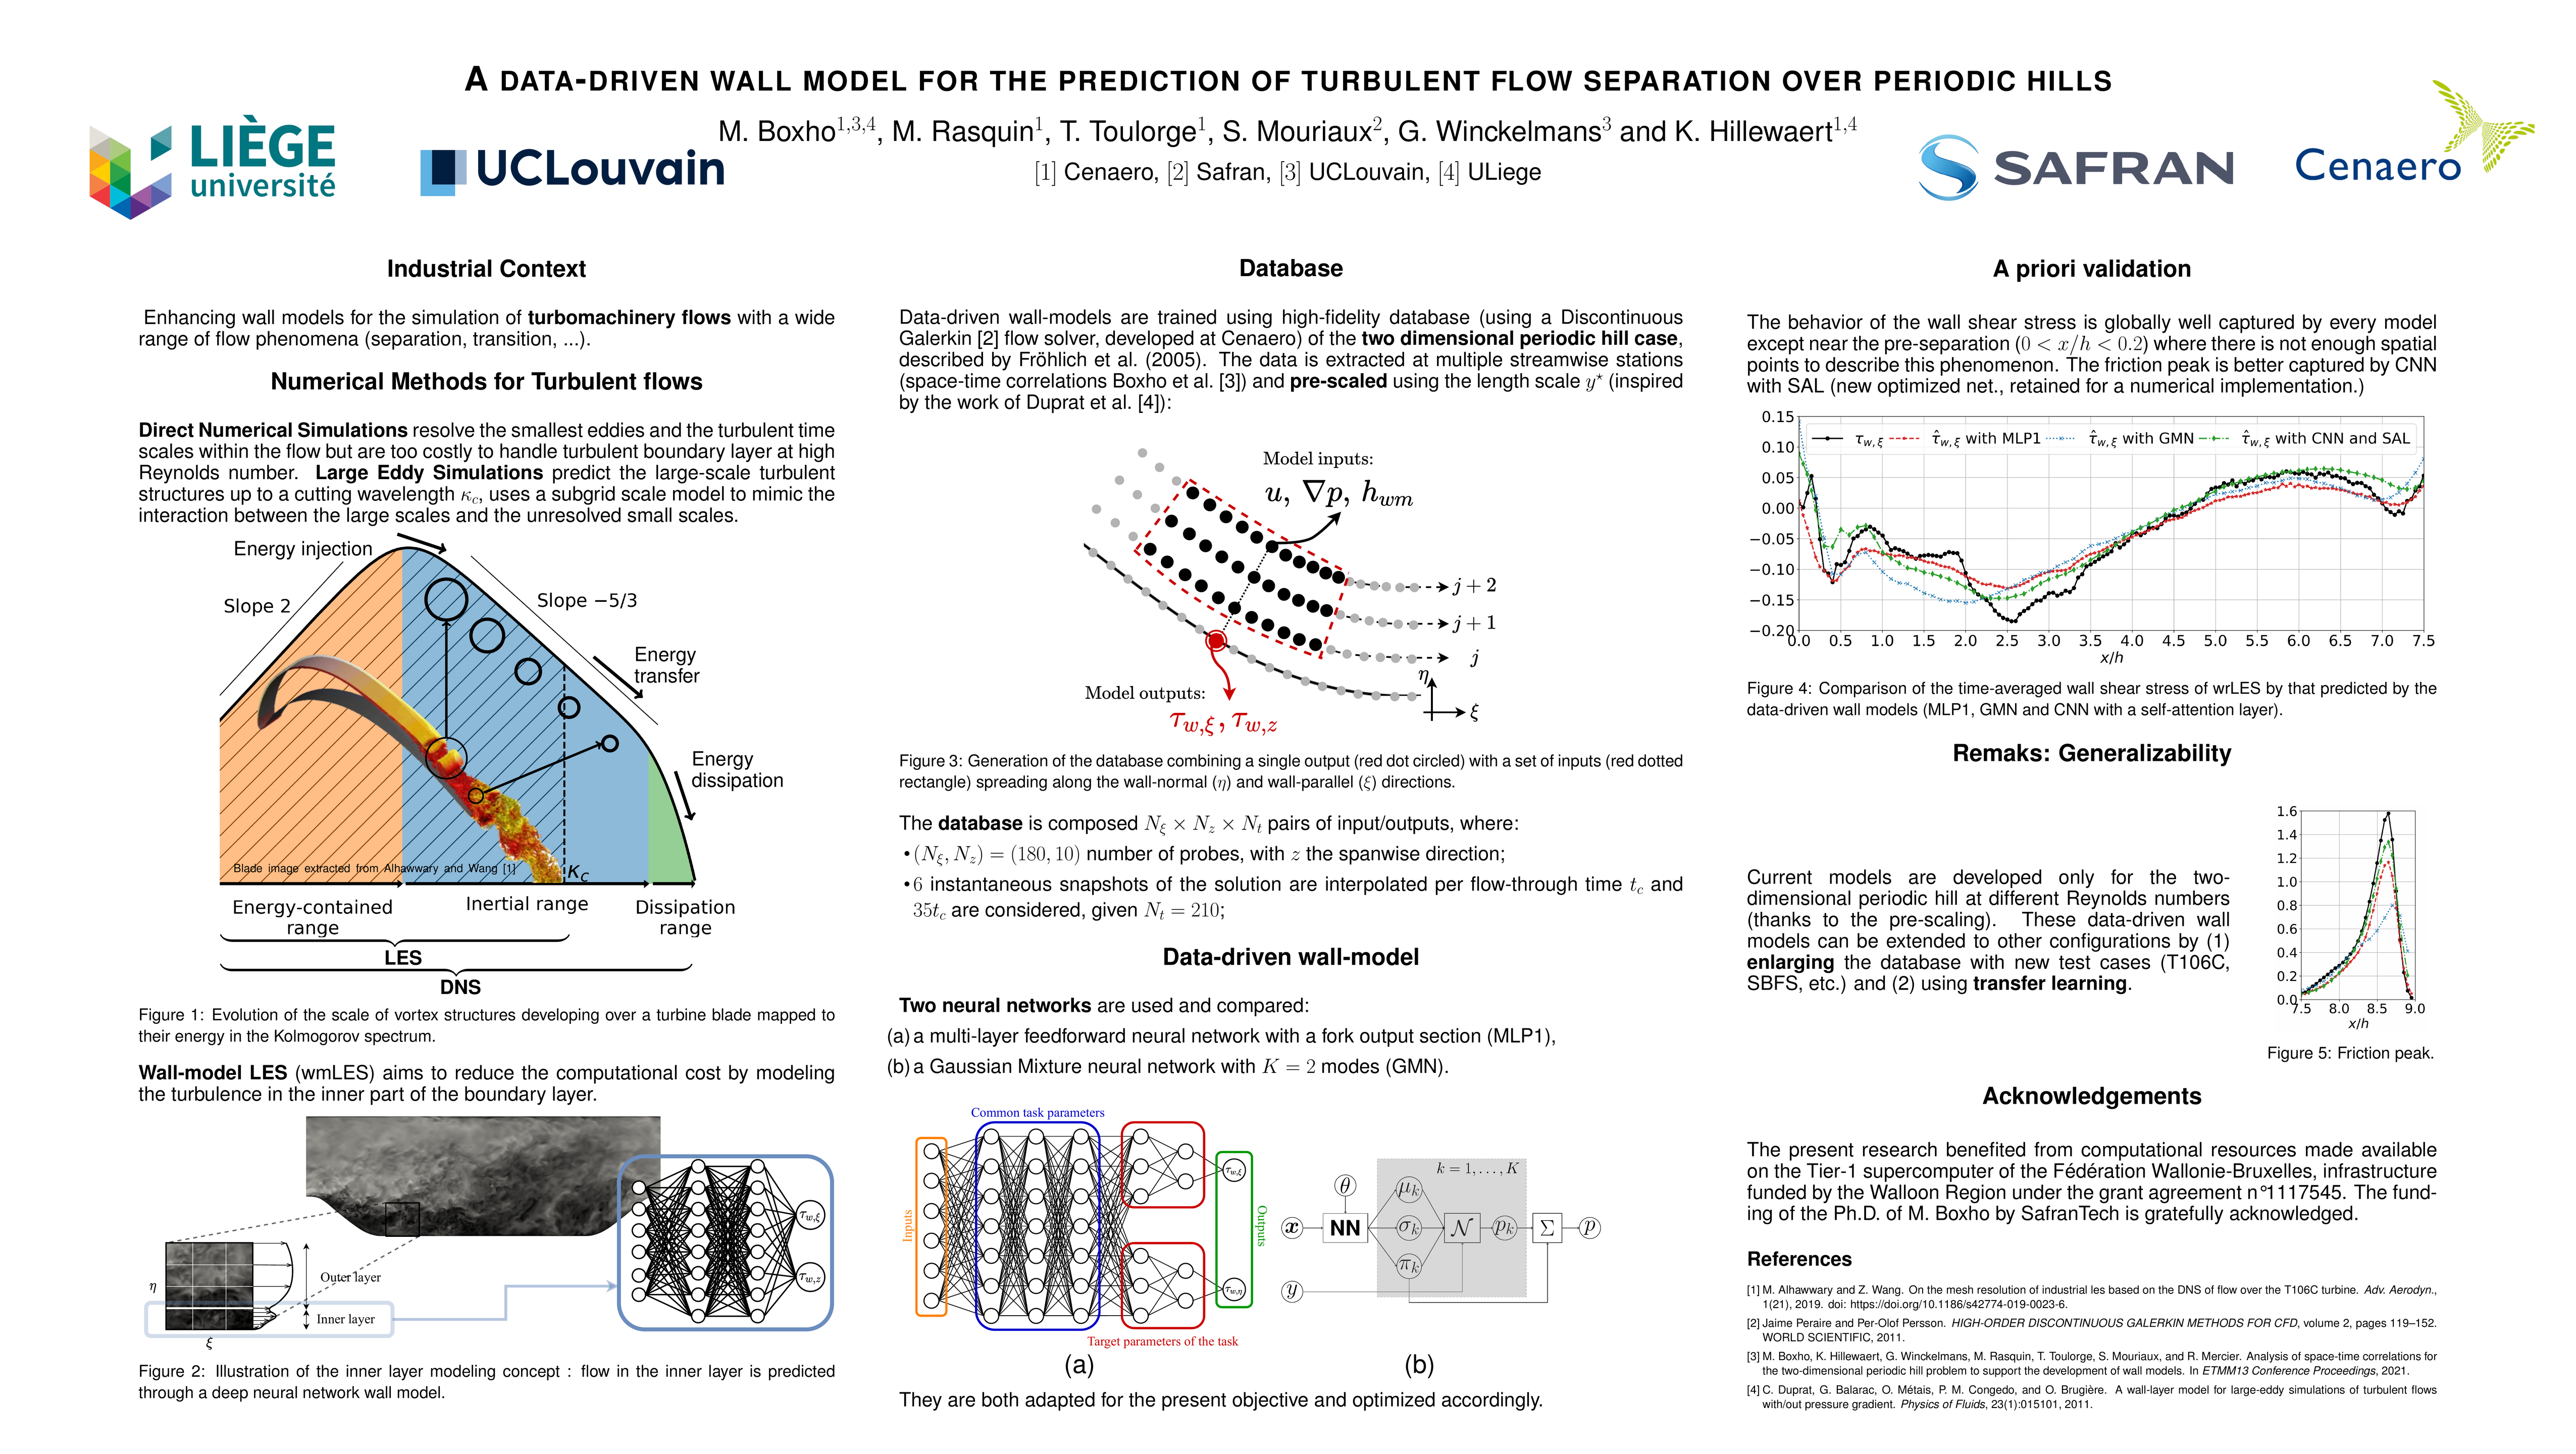 A DATA-DRIVEN WALL MODEL FOR THE PREDICTION OF TURBULENT FLOW SEPARATION OVER PERIODIC HILLS
LIÈGE
université
UCLouvain
M. Boxho1,3,4, M. Rasquin1, T. Toulorge1, S. Mouriaux2, G. Winckelmans3 and K. Hillewaert1,4
[1] Cenaero, [2] Safran, [3] UCLouvain, [4] ULiege
SAFRAN
Cenaero
Industrial Context
Enhancing wall models for the simulation of turbomachinery flows with a wide
range of flow phenomena (separation, transition, ...).
Numerical Methods for Turbulent flows
Direct Numerical Simulations resolve the smallest eddies and the turbulent time
scales within the flow but are too costly to handle turbulent boundary layer at high
Reynolds number. Large Eddy Simulations predict the large-scale turbulent
structures up to a cutting wavelength κc, uses a subgrid scale model to mimic the
interaction between the large scales and the unresolved small scales.
Energy injection
Slope 2
Slope −5/3
Energy
transfer
Energy
dissipation
Blade image extracted from Alhawwary and Wang [1]
κc
Energy-contained
range
Inertial range
Dissipation
range
LES
DNS
Figure 1: Evolution of the scale of vortex structures developing over a turbine blade mapped to
their energy in the Kolmogorov spectrum.
Wall-model LES (wmLES) aims to reduce the computational cost by modeling
the turbulence in the inner part of the boundary layer.
η
Outer layer
Inner layer
ξ
τw,ξ
τw,z
Figure 2: Illustration of the inner layer modeling concept : flow in the inner layer is predicted
through a deep neural network wall model.
Database
Data-driven wall-models are trained using high-fidelity database (using a Discontinuous
Galerkin [2] flow solver, developed at Cenaero) of the two dimensional periodic hill case,
described by Fröhlich et al. (2005). The data is extracted at multiple streamwise stations
(space-time correlations Boxho et al. [3]) and pre-scaled using the length scale y⋆ (inspired
by the work of Duprat et al. [4]):
Model inputs:
u, ∇p, hwm
j + 2
j + 1
j
η
ξ
Model outputs:
τw,ξ, τw,z
Figure 3: Generation of the database combining a single output (red dot circled) with a set of inputs (red dotted
rectangle) spreading along the wall-normal (η) and wall-parallel (ξ) directions.
The database is composed Nξ × Nz × Nt pairs of input/outputs, where:
• (Nξ, Nz) = (180, 10) number of probes, with z the spanwise direction;
• 6 instantaneous snapshots of the solution are interpolated per flow-through time tc and
35tc are considered, given Nt = 210;
Data-driven wall-model
Two neural networks are used and compared:
(a) a multi-layer feedforward neural network with a fork output section (MLP1),
(b) a Gaussian Mixture neural network with K = 2 modes (GMN).
Common task parameters
Inputs
τw,ξ
τw,η
Outputs
Target parameters of the task
(a)
k = 1, . . . , K
θ
x
NN
μk
σk
πk
N
pk
Σ
p
y
(b)
They are both adapted for the present objective and optimized accordingly.
A priori validation
The behavior of the wall shear stress is globally well captured by every model
except near the pre-separation (0 < x/h < 0.2) where there is not enough spatial
points to describe this phenomenon. The friction peak is better captured by CNN
with SAL (new optimized net., retained for a numerical implementation.)
τw,ξ τ̂w,ξ with MLP1 τ̂w,ξ with GMN τ̂w,ξ with CNN and SAL
0.15
0.10
0.05
0.00
−0.05
−0.10
−0.15
−0.20
0.0 0.5 1.0 1.5 2.0 2.5 3.0 3.5 4.0 4.5 5.0 5.5 6.0 6.5 7.0 7.5
x/h
Figure 4: Comparison of the time-averaged wall shear stress of wrLES by that predicted by the
data-driven wall models (MLP1, GMN and CNN with a self-attention layer).
Remaks: Generalizability
Current models are developed only for the two-
dimensional periodic hill at different Reynolds numbers
(thanks to the pre-scaling). These data-driven wall
models can be extended to other configurations by (1)
enlarging the database with new test cases (T106C,
SBFS, etc.) and (2) using transfer learning.
1.6
1.4
1.2
1.0
0.8
0.6
0.4
0.2
0.0
7.5 8.0 8.5 9.0
x/h
Figure 5: Friction peak.
Acknowledgements
The present research benefited from computational resources made available
on the Tier-1 supercomputer of the Fédération Wallonie-Bruxelles, infrastructure
funded by the Walloon Region under the grant agreement n°1117545. The fund-
ing of the Ph.D. of M. Boxho by SafranTech is gratefully acknowledged.
References
[1] M. Alhawwary and Z. Wang. On the mesh resolution of industrial les based on the DNS of flow over the T106C turbine. Adv. Aerodyn.,
1(21), 2019. doi: https://doi.org/10.1186/s42774-019-0023-6.
[2] Jaime Peraire and Per-Olof Persson. HIGH-ORDER DISCONTINUOUS GALERKIN METHODS FOR CFD, volume 2, pages 119–152.
WORLD SCIENTIFIC, 2011.
[3] M. Boxho, K. Hillewaert, G. Winckelmans, M. Rasquin, T. Toulorge, S. Mouriaux, and R. Mercier. Analysis of space-time correlations for
the two-dimensional periodic hill problem to support the development of wall models. In ETMM13 Conference Proceedings, 2021.
[4] C. Duprat, G. Balarac, O. Métais, P. M. Congedo, and O. Brugière. A wall-layer model for large-eddy simulations of turbulent flows
with/out pressure gradient. Physics of Fluids, 23(1):015101, 2011.